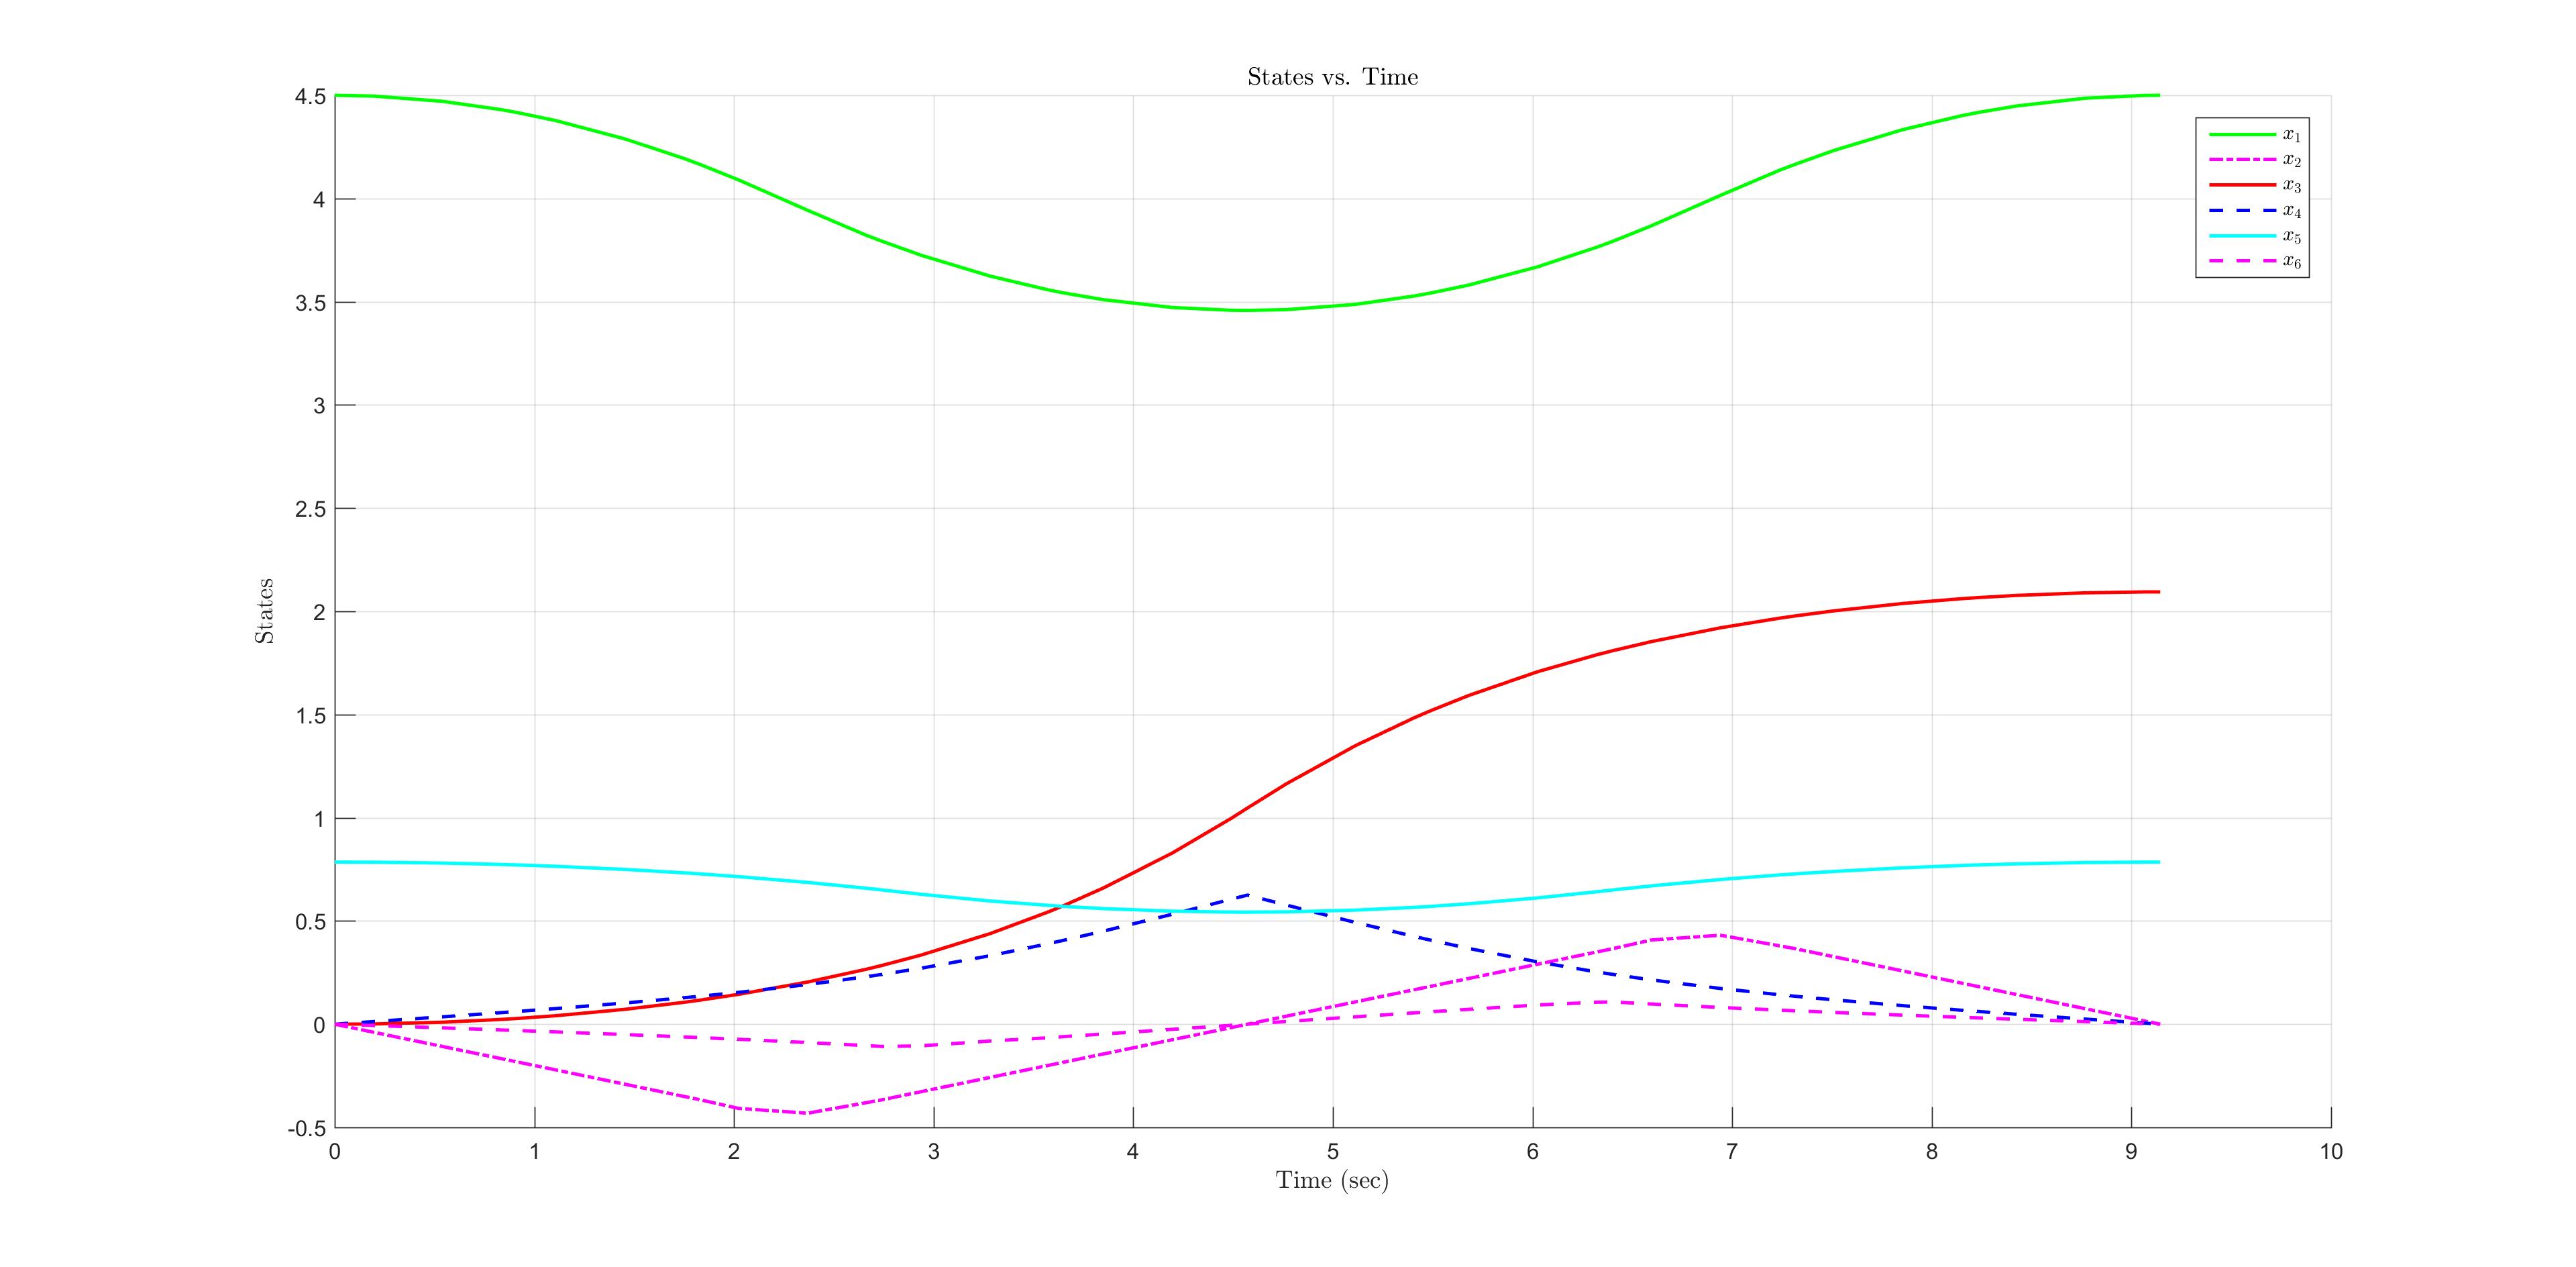 States vs. Time
4.5
4
3.5
3
2.5
2
1.5
1
0.5
0
-0.5
States
0 1 2 3 4 5 6 7 8 9 10
Time (sec)
x₁
x₂
x₃
x₄
x₅
x₆